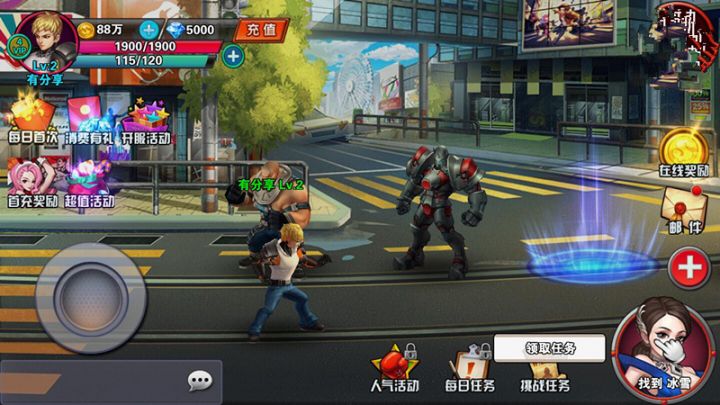 88万
5000
充值
1900/1900
115/120
4
VIP
Lv.2
有分享
每日首次
消费有礼
开服活动
首充奖励
超值活动
有分享 Lv.2
25%
在线奖励
邮件
领取任务
人气活动
每日任务
挑战任务
找到 冰雪